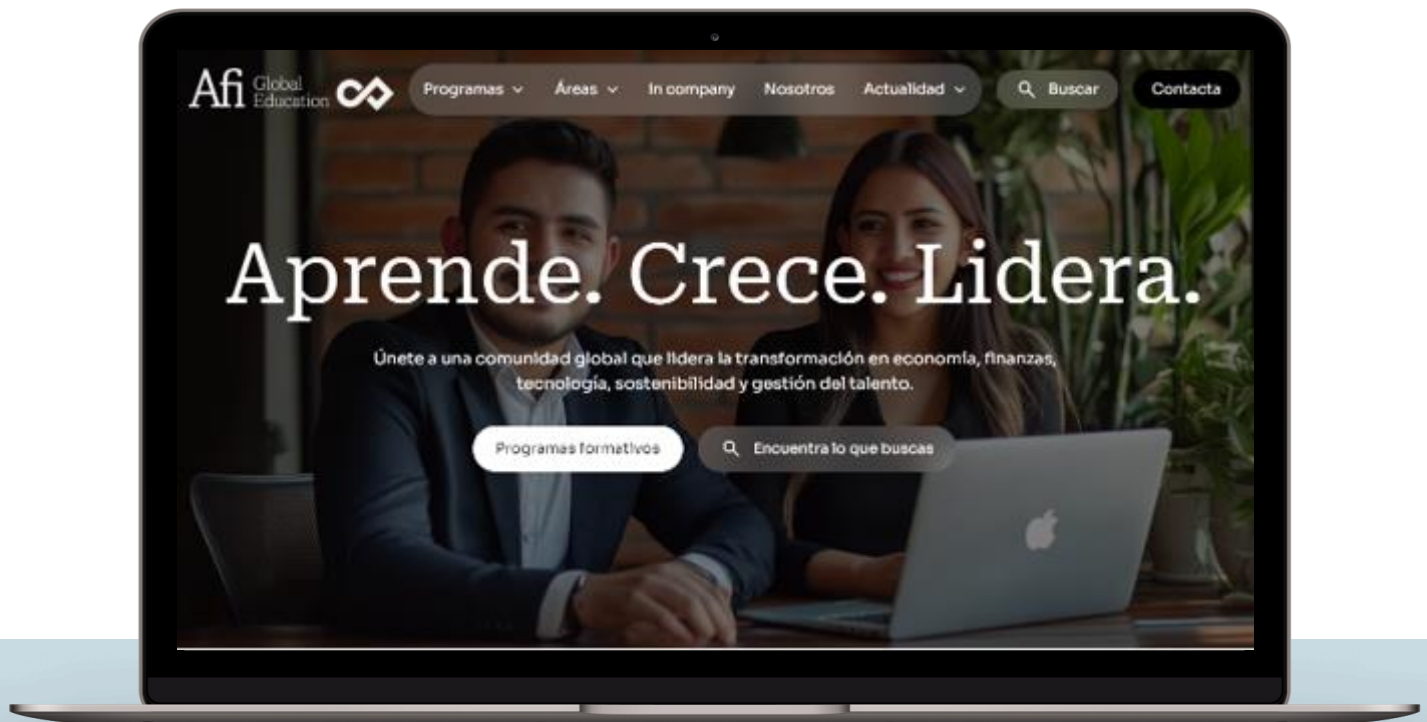 Afi Global
Education
Programas
Áreas
In company
Nosotros
Actualidad
Buscar
Contacta
Aprende. Crece. Lidera.
Únete a una comunidad global que lidera la transformación en economía, finanzas,
tecnología, sostenibilidad y gestión del talento.
Programas formativos
Encuentra lo que buscas